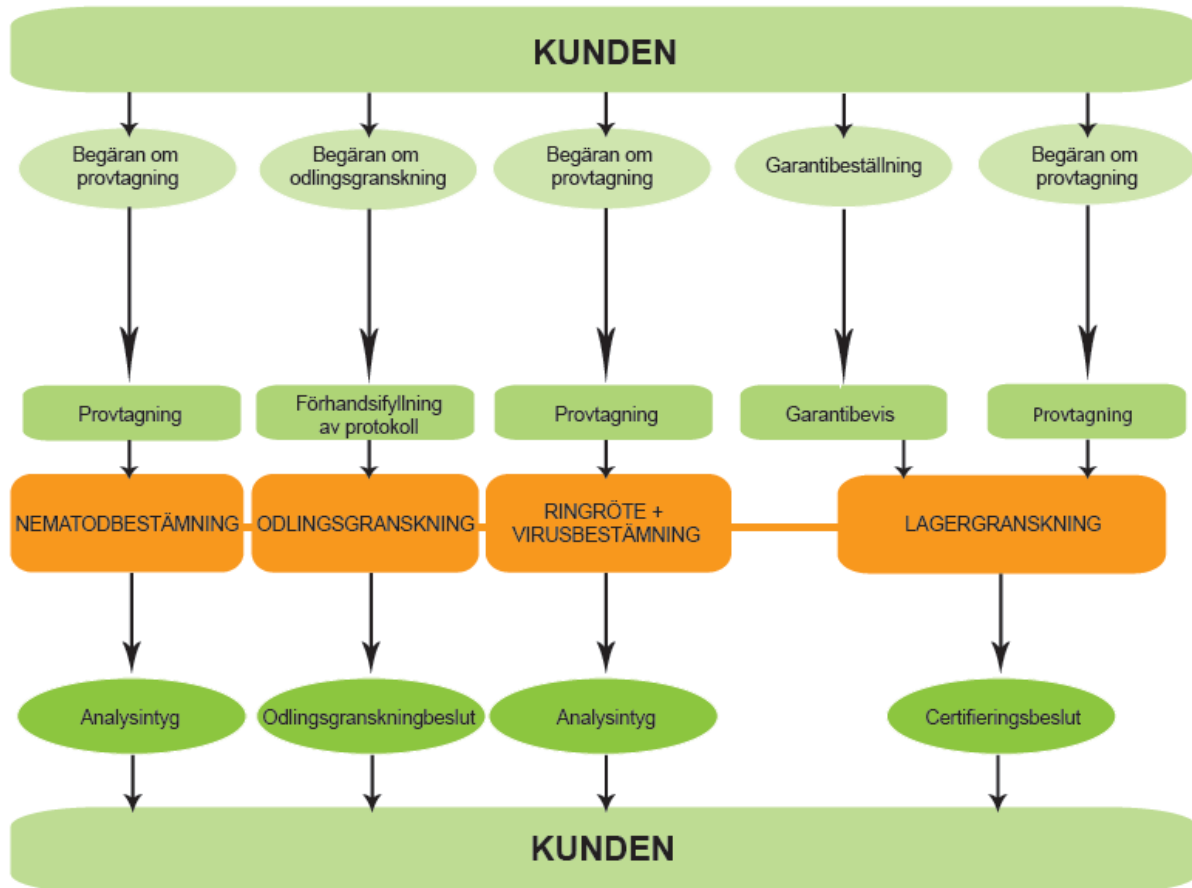 KUNDEN
Begäran om
provtagning
Begäran om
odlingsgranskning
Begäran om
provtagning
Garantibeställning
Begäran om
provtagning
Provtagning
Förhandsifyllning
av protokoll
Provtagning
Garantibevis
Provtagning
NEMATODBESTÄMNING
ODLINGSGRANSKNING
RINGRÖTE +
VIRUSBESTÄMNING
LAGERGRANSKNING
Analysintyg
Odlingsgranskningbeslut
Analysintyg
Certifieringsbeslut
KUNDEN